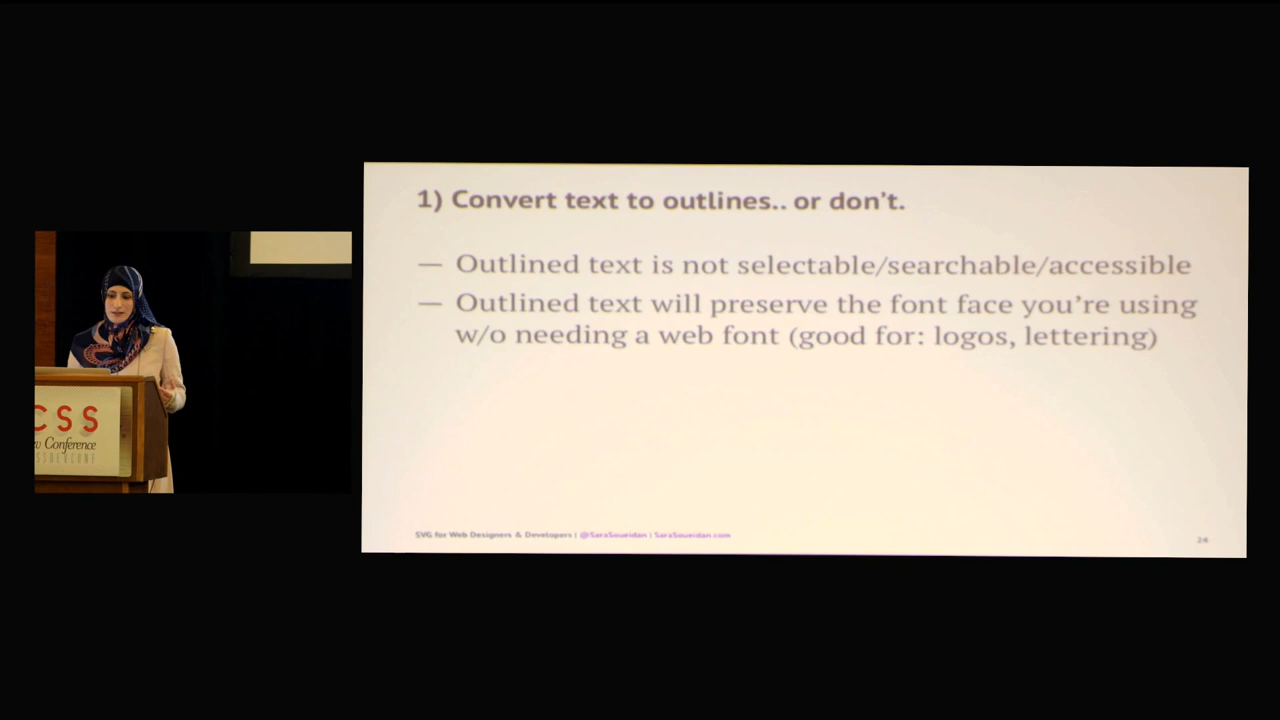 1) Convert text to outlines.. or don't.
— Outlined text is not selectable/searchable/accessible
— Outlined text will preserve the font face you're using
w/o needing a web font (good for: logos, lettering)
SVG for Web Designers & Developers | @SaraSoueidan | SaraSoueidan.com
24
CSS
Conference